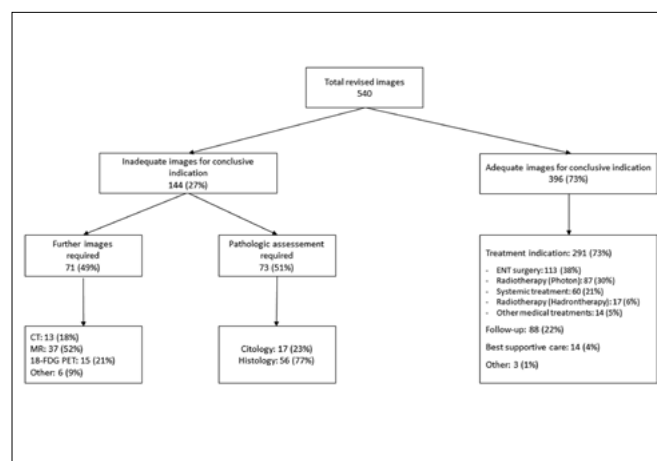 Total revised images
540
Inadequate images for conclusive
indication
144 (27%)
Adequate images for conclusive indication
396 (73%)
Further images
required
71 (49%)
Pathologic assessement
required
73 (51%)
CT: 13 (18%)
MR: 37 (52%)
18-FDG PET: 15 (21%)
Other: 6 (9%)
Citology: 17 (23%)
Histology: 56 (77%)
Treatment indication: 291 (73%)
- ENT surgery: 113 (38%)
- Radiotherapy (Photon): 87 (30%)
- Systemic treatment: 60 (21%)
- Radiotherapy (Hadrontherapy): 17 (6%)
- Other medical treatments: 14 (5%)
Follow-up: 88 (22%)
Best supportive care: 14 (4%)
Other: 3 (1%)